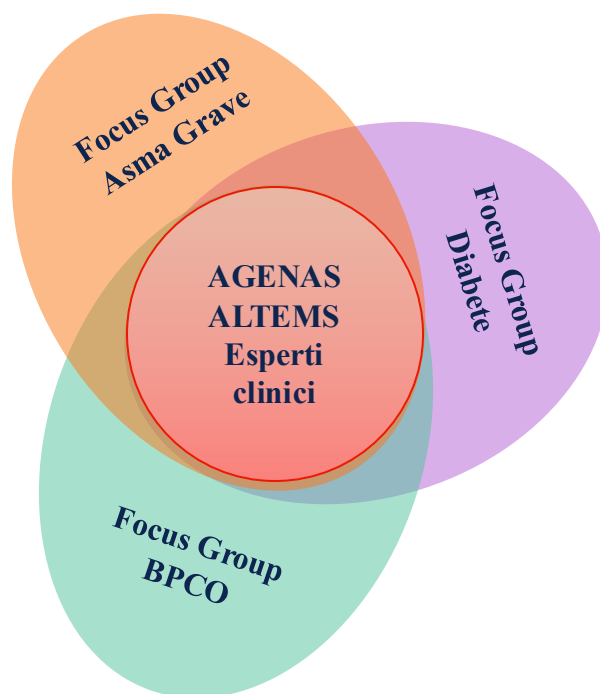 Focus Group
Asma Grave
Focus Group
Diabete
AGENAS
ALTEMS
Esperti
clinici
Focus Group
BPCO